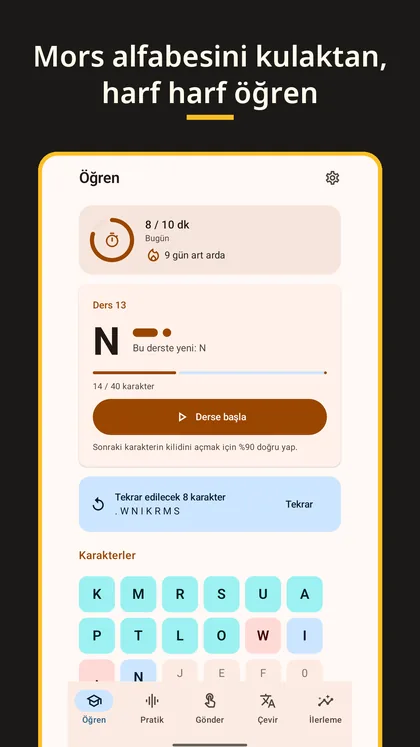 Mors alfabesini kulaktan,
harf harf öğren
Öğren
8 / 10 dk
Bugün
9 gün art arda
Ders 13
N
Bu derste yeni: N
14 / 40 karakter
Derse başla
Sonraki karakterin kilidini açmak için %90 doğru yap.
Tekrar edilecek 8 karakter
. W N I K R M S
Tekrar
Karakterler
K M R S U A
P T L O W I
. N J E F 0
Öğren Pratik Gönder Çevir İlerleme